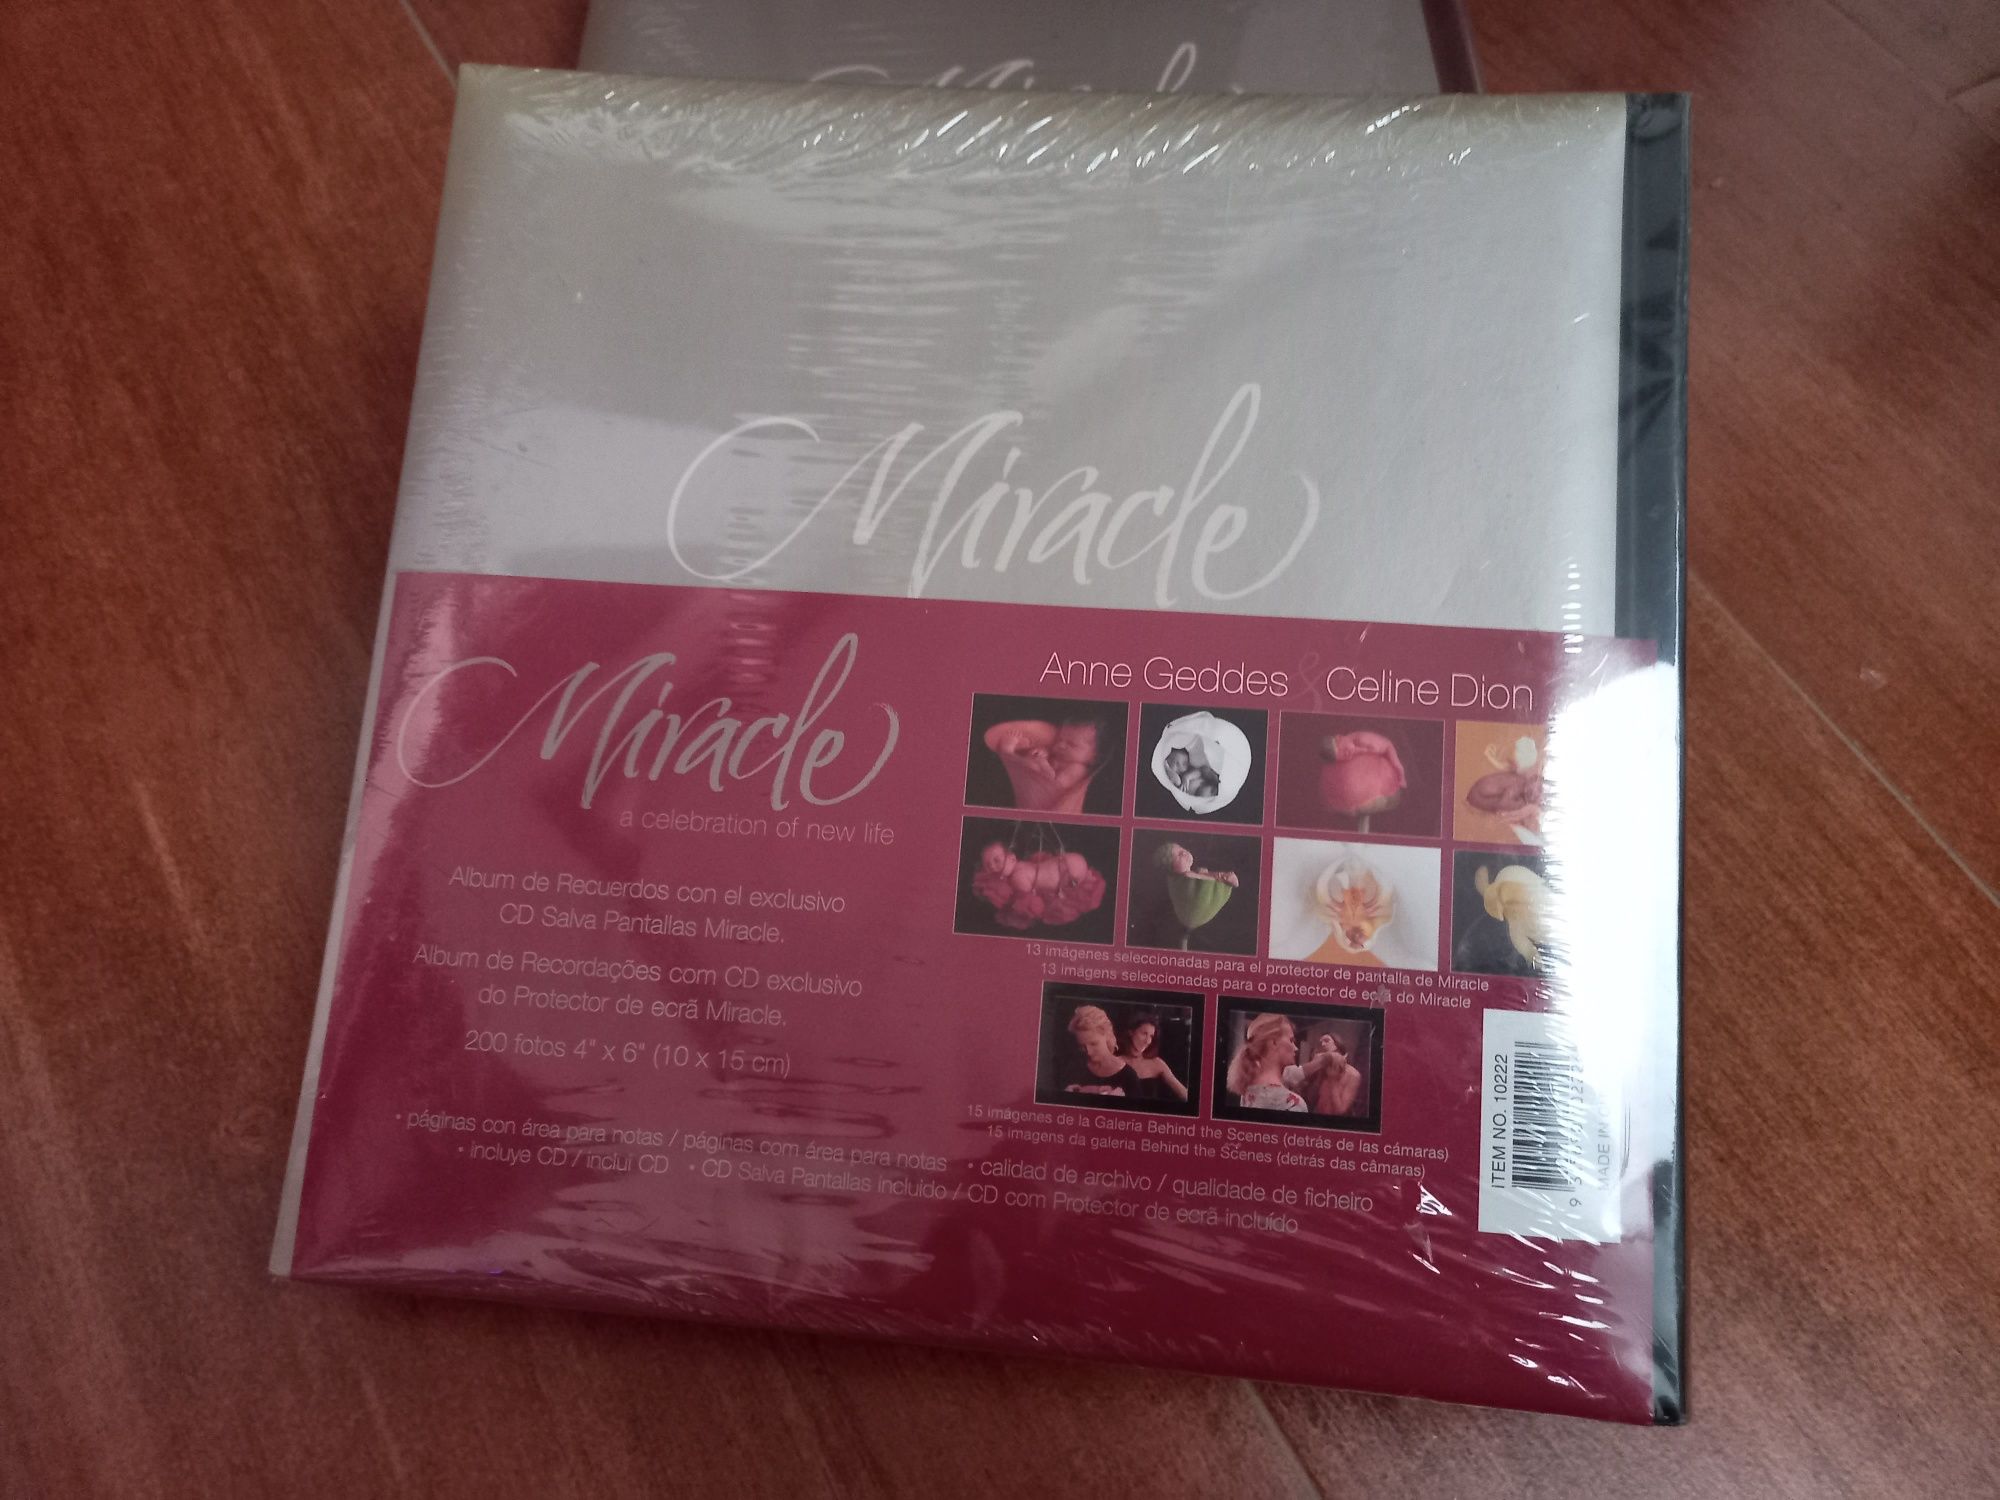 Miracle
Miracle
Anne Geddes & Celine Dion
Miracle
a celebration of new life
Album de Recuerdos con el exclusivo
CD Salva Pantallas Miracle.
Album de Recordações com CD exclusivo
do Protector de ecrã Miracle.
200 fotos 4" x 6" (10 x 15 cm)
13 imágenes seleccionadas para el protector de pantalla de Miracle
13 imágens seleccionadas para o protector de ecrã do Miracle
15 imágenes de la Galería Behind the Scenes (detrás de las cámaras)
15 imagens da galeria Behind the Scenes (detrás das câmaras)
• páginas con área para notas / páginas com área para notas • calidad de archivo / qualidade de ficheiro
• incluye CD / inclui CD • CD Salva Pantallas incluido / CD com Protector de ecrã incluído
ITEM NO. 10222
MADE IN